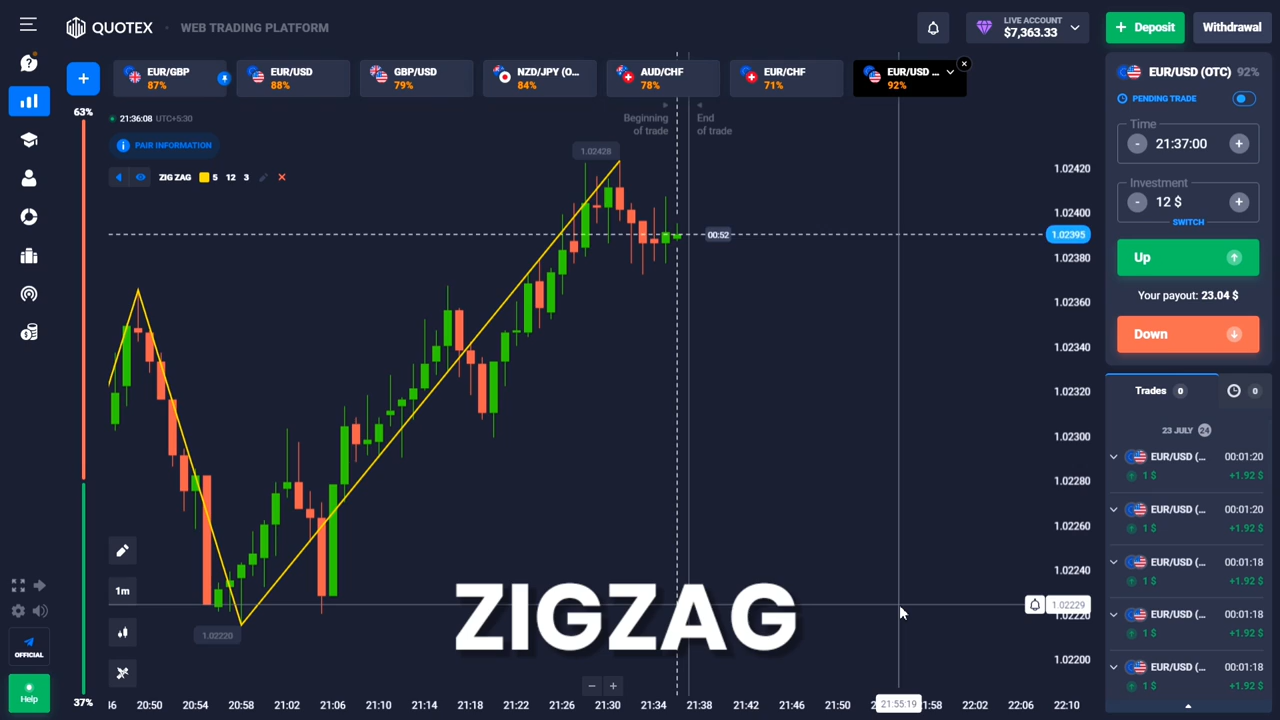 QUOTEX
WEB TRADING PLATFORM
LIVE ACCOUNT
$7,363.33
+ Deposit
Withdrawal
+
EUR/GBP
87%
EUR/USD
88%
GBP/USD
79%
NZD/JPY (O...
84%
AUD/CHF
78%
EUR/CHF
71%
EUR/USD ...
92%
63%
21:36:08 UTC+5:30
PAIR INFORMATION
ZIG ZAG 5 12 3
Beginning
of trade
End
of trade
1.02428
00:52
1.02220
1.02420
1.02400
1.02395
1.02380
1.02360
1.02340
1.02320
1.02300
1.02280
1.02260
1.02240
1.02229
1.02220
1.02200
1m
ZIGZAG
46 20:50 20:54 20:58 21:02 21:06 21:10 21:14 21:18 21:22 21:26 21:30 21:34 21:38 21:42 21:46 21:50 21:55:19 :58 22:02 22:06 22:10
37%
OFFICIAL
Help
EUR/USD (OTC) 92%
PENDING TRADE
Time
- 21:37:00 +
Investment
- 12 $ +
SWITCH
Up
Your payout: 23.04 $
Down
Trades 0
0
23 JULY 24
EUR/USD (... 00:01:20
1 $ +1.92 $
EUR/USD (... 00:01:20
1 $ +1.92 $
EUR/USD (... 00:01:18
1 $ +1.92 $
EUR/USD (... 00:01:18
1 $ +1.92 $
EUR/USD (... 00:01:18
1 $ +1.92 $